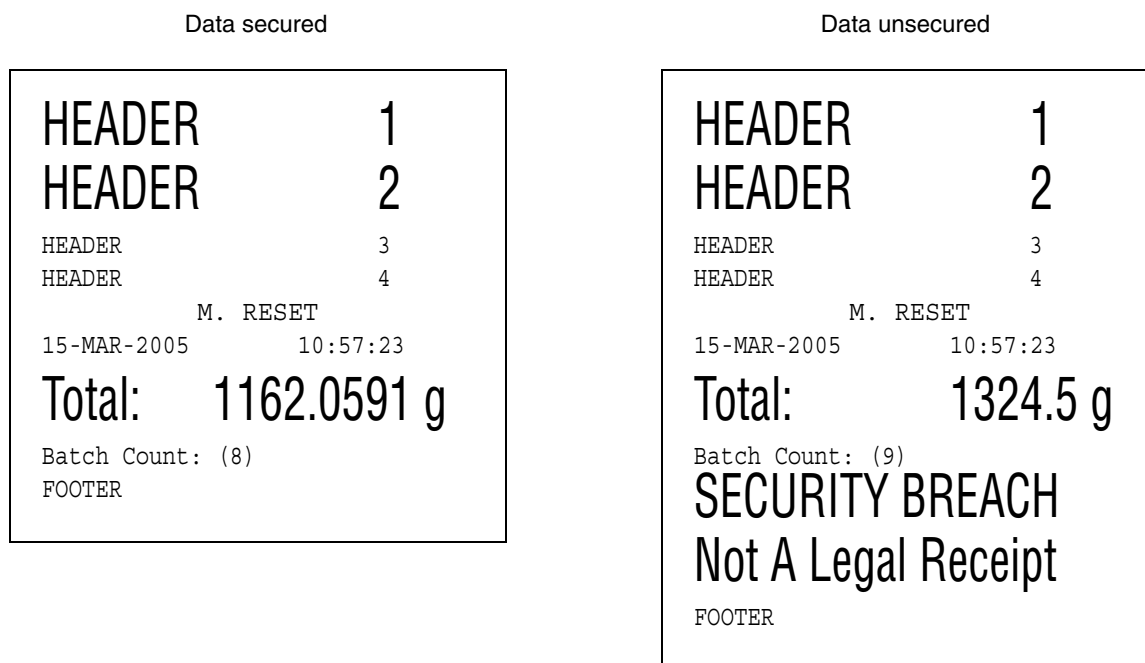 Data secured
HEADER 1
HEADER 2
HEADER 3
HEADER 4
M. RESET
15-MAR-2005 10:57:23
Total: 1162.0591 g
Batch Count: (8)
FOOTER
Data unsecured
HEADER 1
HEADER 2
HEADER 3
HEADER 4
M. RESET
15-MAR-2005 10:57:23
Total: 1324.5 g
Batch Count: (9)
SECURITY BREACH
Not A Legal Receipt
FOOTER